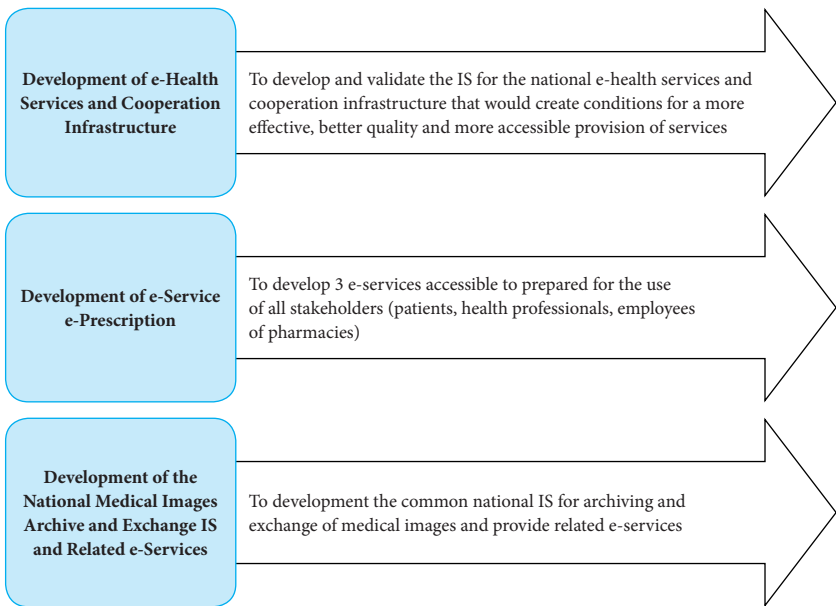 Development of e-Health
Services and Cooperation
Infrastructure
To develop and validate the IS for the national e-health services and
cooperation infrastructure that would create conditions for a more
effective, better quality and more accessible provision of services
Development of e-Service
e-Prescription
To develop 3 e-services accessible to prepared for the use
of all stakeholders (patients, health professionals, employees
of pharmacies)
Development of the
National Medical Images
Archive and Exchange IS
and Related e-Services
To development the common national IS for archiving and
exchange of medical images and provide related e-services